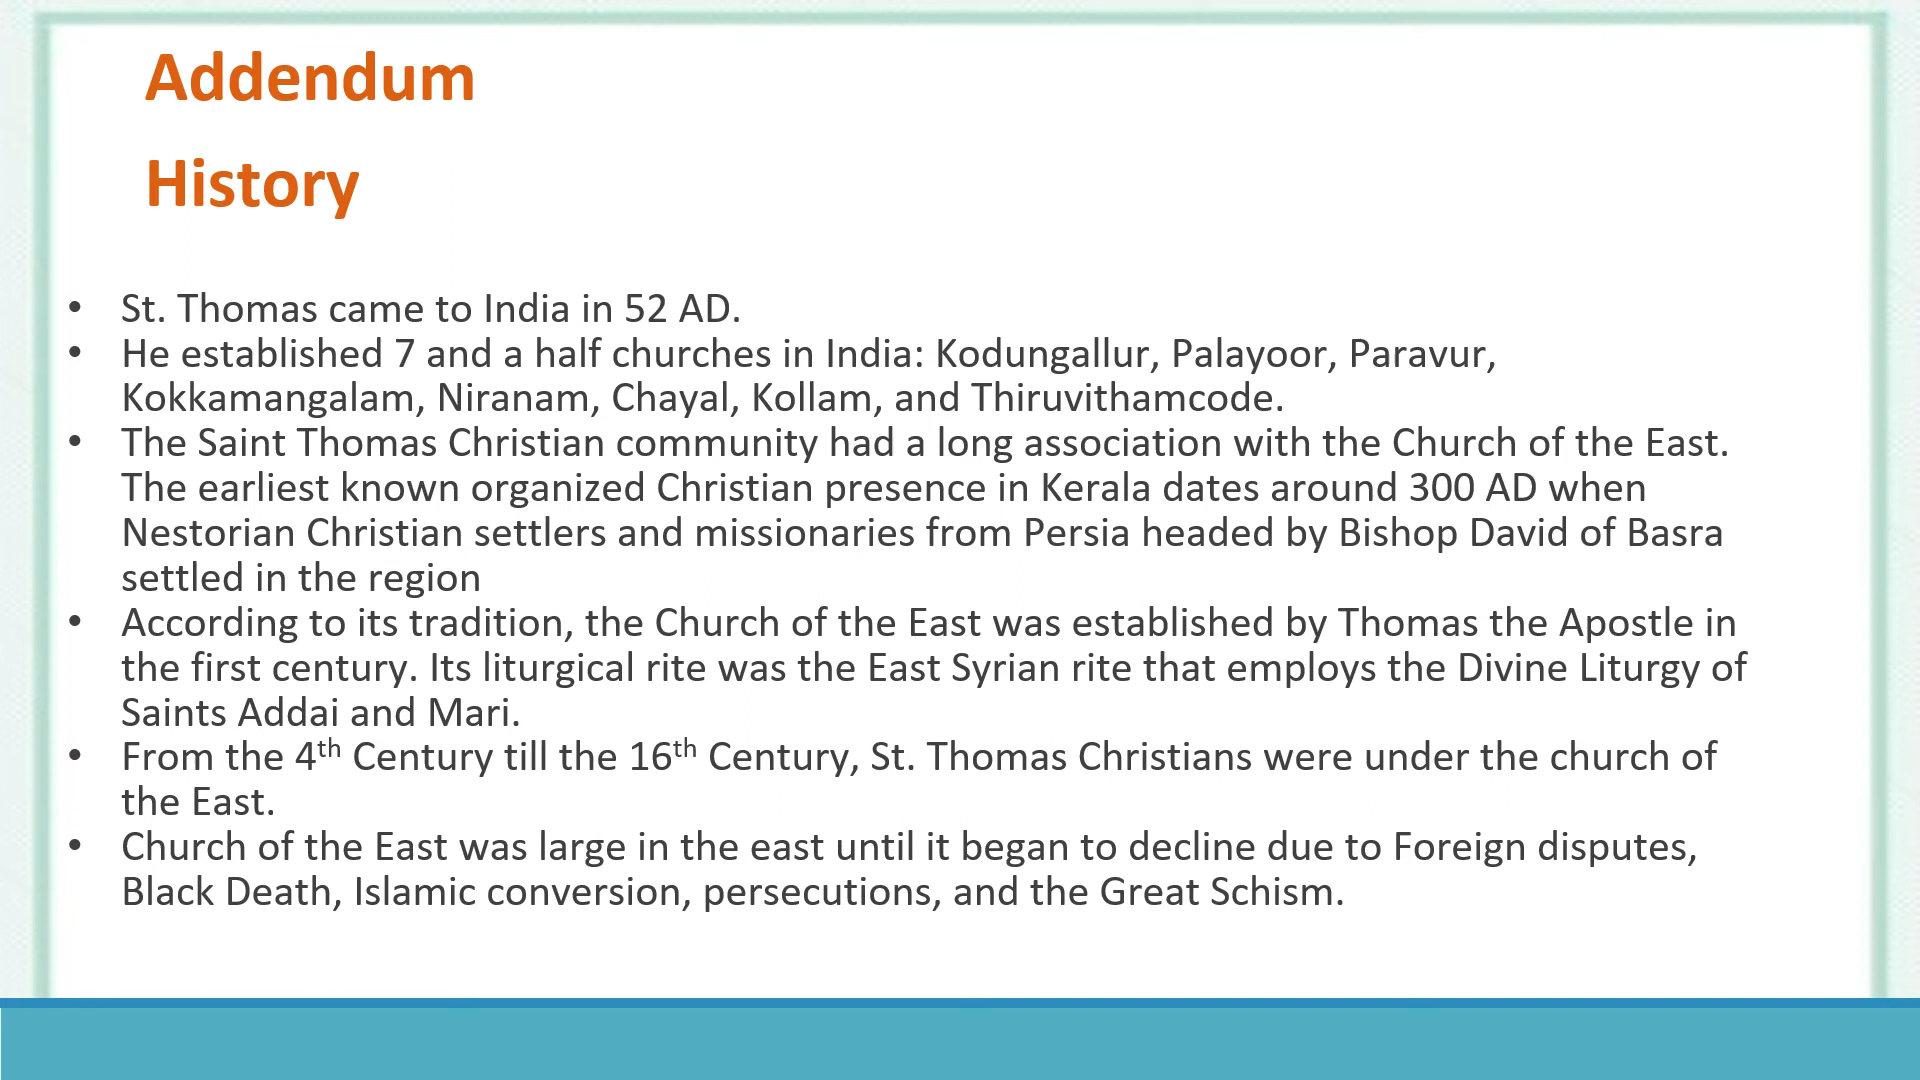 Addendum
History
• St. Thomas came to India in 52 AD.
• He established 7 and a half churches in India: Kodungallur, Palayoor, Paravur,
Kokkamangalam, Niranam, Chayal, Kollam, and Thiruvithamcode.
• The Saint Thomas Christian community had a long association with the Church of the East.
The earliest known organized Christian presence in Kerala dates around 300 AD when
Nestorian Christian settlers and missionaries from Persia headed by Bishop David of Basra
settled in the region
• According to its tradition, the Church of the East was established by Thomas the Apostle in
the first century. Its liturgical rite was the East Syrian rite that employs the Divine Liturgy of
Saints Addai and Mari.
• From the 4th Century till the 16th Century, St. Thomas Christians were under the church of
the East.
• Church of the East was large in the east until it began to decline due to Foreign disputes,
Black Death, Islamic conversion, persecutions, and the Great Schism.